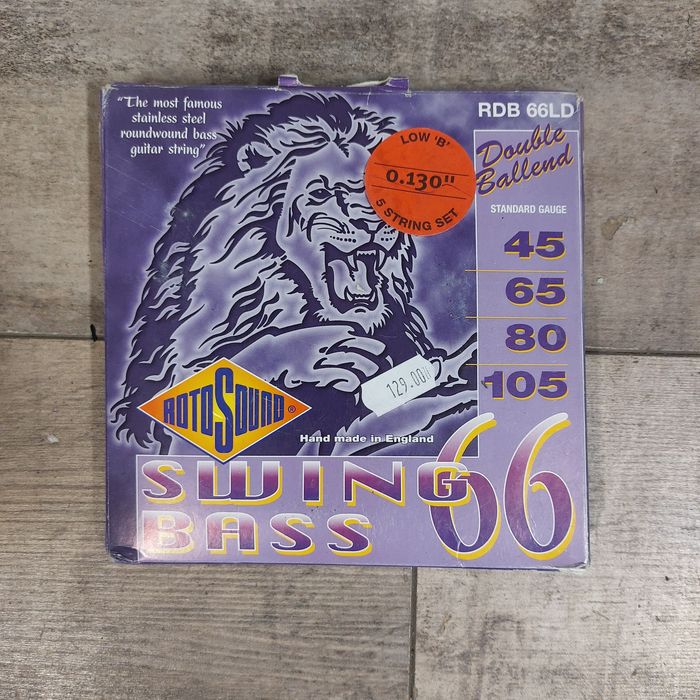 "The most famous
stainless steel
roundwound bass
guitar string"
RDB 66LD
Double
Ballend
STANDARD GAUGE
45
65
80
105
LOW 'B'
0.130"
5 STRING SET
129.00
ROTOSOUND®
Hand made in England
SWING
BASS
66